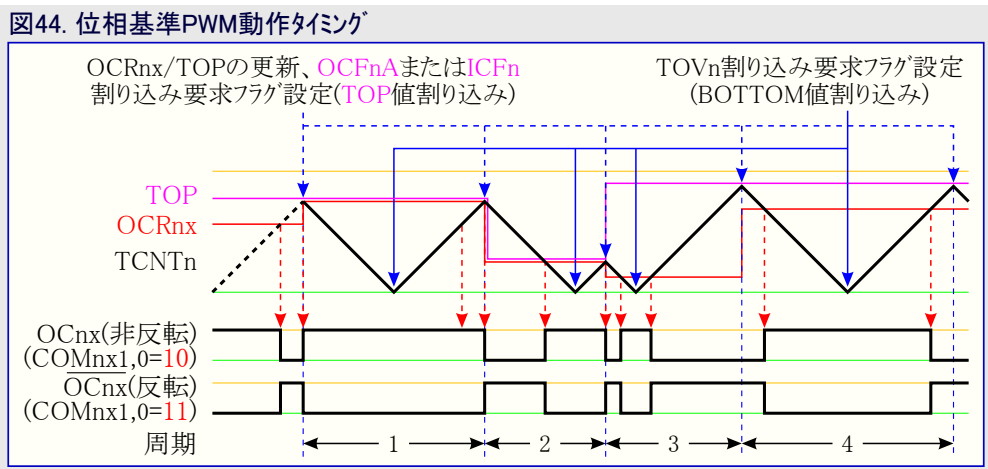 図44. 位相基準PWM動作タイミング
OCRnx/TOPの更新、OCFnAまたはICFn
割り込み要求フラグ設定(TOP値割り込み)
TOVn割り込み要求フラグ設定
(BOTTOM値割り込み)
TOP
OCRnx
TCNTn
OCnx(非反転)
(COMnx1,0=10)
OCnx(反転)
(COMnx1,0=11)
周期
1
2
3
4